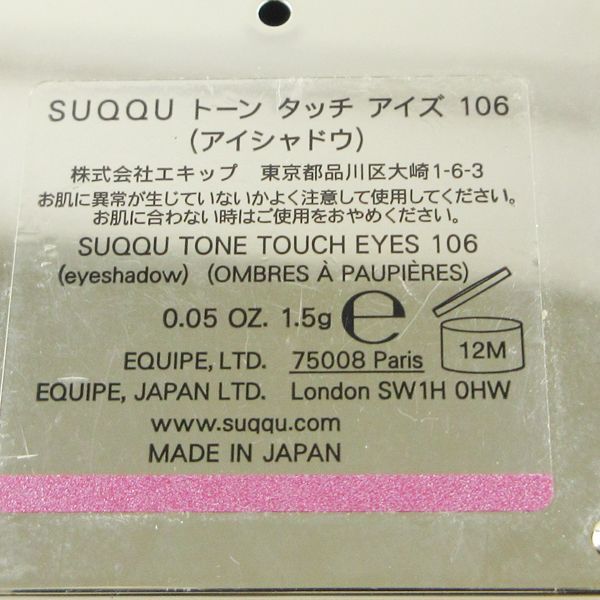 SUQQU トーン タッチ アイズ 106
(アイシャドウ)
株式会社エキップ 東京都品川区大崎1-6-3
お肌に異常が生じていないかよく注意して使用してください。
お肌に合わない時はご使用をおやめください。
SUQQU TONE TOUCH EYES 106
(eyeshadow) (OMBRES À PAUPIÈRES)
0.05 OZ. 1.5g e
12M
EQUIPE, LTD. 75008 Paris
EQUIPE, JAPAN LTD. London SW1H 0HW
www.suqqu.com
MADE IN JAPAN